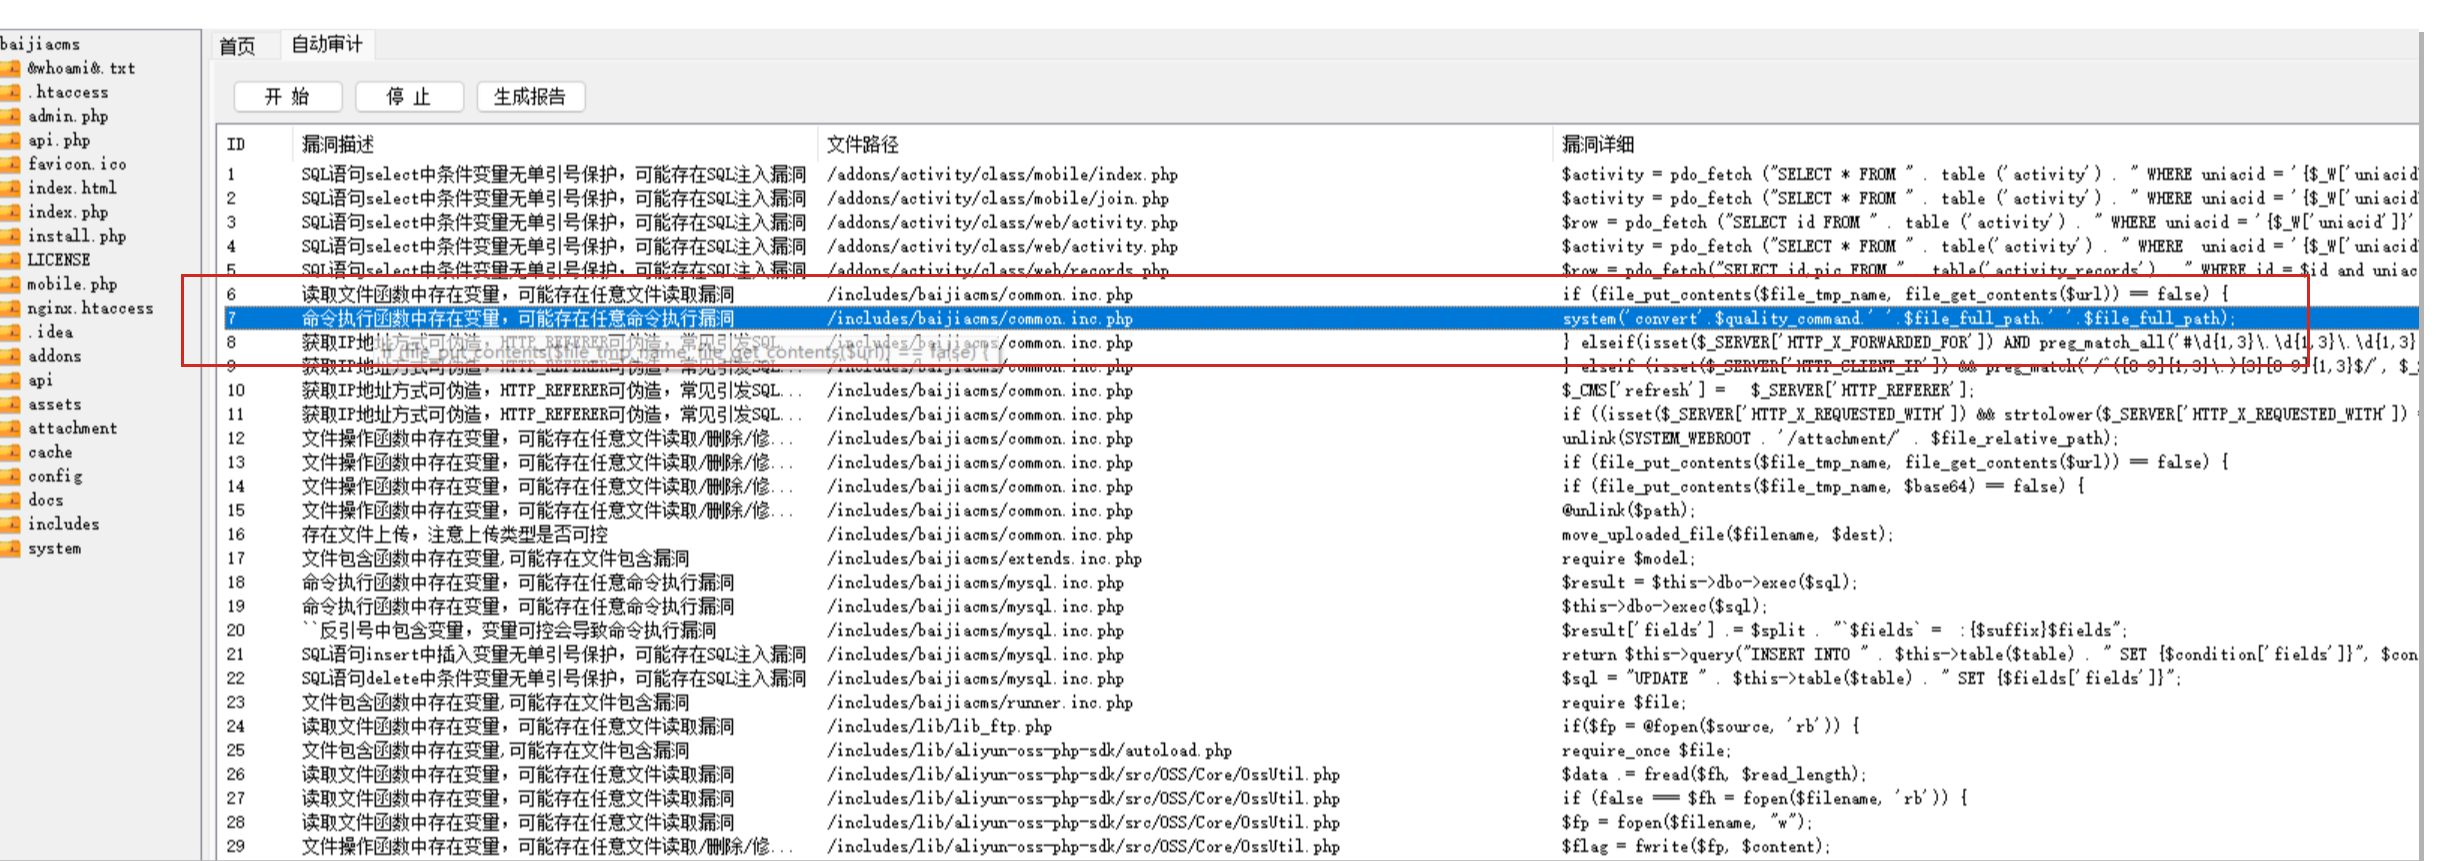 baijiacms
&whoami&.txt
.htaccess
admin.php
api.php
favicon.ico
index.html
index.php
install.php
LICENSE
mobile.php
nginx.htaccess
.idea
addons
api
assets
attachment
cache
config
docs
includes
system
首页 自动审计
开 始 停 止 生成报告
ID 漏洞描述 文件路径 漏洞详细
1 SQL语句select中条件变量无单引号保护，可能存在SQL注入漏洞 /addons/activity/class/mobile/index.php $activity = pdo_fetch ("SELECT * FROM " . table ('activity') . " WHERE uniacid = '{$_W['uniacid'
2 SQL语句select中条件变量无单引号保护，可能存在SQL注入漏洞 /addons/activity/class/mobile/join.php $activity = pdo_fetch ("SELECT * FROM " . table ('activity') . " WHERE uniacid = '{$_W['uniacid'
3 SQL语句select中条件变量无单引号保护，可能存在SQL注入漏洞 /addons/activity/class/web/activity.php $row = pdo_fetch ("SELECT id FROM " . table ('activity') . " WHERE uniacid = '{$_W['uniacid']}'
4 SQL语句select中条件变量无单引号保护，可能存在SQL注入漏洞 /addons/activity/class/web/activity.php $activity = pdo_fetch ("SELECT * FROM " . table('activity') . " WHERE  uniacid = '{$_W['uniacid'
5 SQL语句select中条件变量无单引号保护，可能存在SQL注入漏洞 /addons/activity/class/web/records.php $row = pdo_fetch("SELECT id,pic FROM " . table('activity_records') . " WHERE id = $id and uniac
6 读取文件函数中存在变量，可能存在任意文件读取漏洞 /includes/baijiacms/common.inc.php if (file_put_contents($file_tmp_name, file_get_contents($url)) == false) {
7 命令执行函数中存在变量，可能存在任意命令执行漏洞 /includes/baijiacms/common.inc.php system('convert'.$quality_command.' '.$file_full_path.' '.$file_full_path);
8 获取IP地址方式可伪造，HTTP_REFERER可伪造，常见引发SQL... /includes/baijiacms/common.inc.php } elseif(isset($_SERVER['HTTP_X_FORWARDED_FOR']) AND preg_match_all('#\d{1,3}\.\d{1,3}\.\d{1,3}
if (file_put_contents($file_tmp_name, file_get_contents($url)) == false) {
9 获取IP地址方式可伪造，HTTP_REFERER可伪造，常见引发SQL... /includes/baijiacms/common.inc.php } elseif (isset($_SERVER['HTTP_CLIENT_IP']) && preg_match('/^([0-9]{1,3}\.){3}[0-9]{1,3}$/', $_
10 获取IP地址方式可伪造，HTTP_REFERER可伪造，常见引发SQL... /includes/baijiacms/common.inc.php $_CMS['refresh'] =   $_SERVER['HTTP_REFERER'];
11 获取IP地址方式可伪造，HTTP_REFERER可伪造，常见引发SQL... /includes/baijiacms/common.inc.php if ((isset($_SERVER['HTTP_X_REQUESTED_WITH']) && strtolower($_SERVER['HTTP_X_REQUESTED_WITH']) =
12 文件操作函数中存在变量，可能存在任意文件读取/删除/修... /includes/baijiacms/common.inc.php unlink(SYSTEM_WEBROOT . '/attachment/' . $file_relative_path);
13 文件操作函数中存在变量，可能存在任意文件读取/删除/修... /includes/baijiacms/common.inc.php if (file_put_contents($file_tmp_name, file_get_contents($url)) == false) {
14 文件操作函数中存在变量，可能存在任意文件读取/删除/修... /includes/baijiacms/common.inc.php if (file_put_contents($file_tmp_name, $base64) == false) {
15 文件操作函数中存在变量，可能存在任意文件读取/删除/修... /includes/baijiacms/common.inc.php @unlink($path);
16 存在文件上传，注意上传类型是否可控 /includes/baijiacms/common.inc.php move_uploaded_file($filename, $dest);
17 文件包含函数中存在变量,可能存在文件包含漏洞 /includes/baijiacms/extends.inc.php require $model;
18 命令执行函数中存在变量，可能存在任意命令执行漏洞 /includes/baijiacms/mysql.inc.php $result = $this->dbo->exec($sql);
19 命令执行函数中存在变量，可能存在任意命令执行漏洞 /includes/baijiacms/mysql.inc.php $this->dbo->exec($sql);
20 ``反引号中包含变量，变量可控会导致命令执行漏洞 /includes/baijiacms/mysql.inc.php $result['fields'] .= $split . "`$fields` =  :{$suffix}$fields";
21 SQL语句insert中插入变量无单引号保护，可能存在SQL注入漏洞 /includes/baijiacms/mysql.inc.php return $this->query("INSERT INTO " . $this->table($table) . " SET {$condition['fields']}", $con
22 SQL语句delete中条件变量无单引号保护，可能存在SQL注入漏洞 /includes/baijiacms/mysql.inc.php $sql = "UPDATE " . $this->table($table) . " SET {$fields['fields']}";
23 文件包含函数中存在变量,可能存在文件包含漏洞 /includes/baijiacms/runner.inc.php require $file;
24 读取文件函数中存在变量，可能存在任意文件读取漏洞 /includes/lib/lib_ftp.php if($fp = @fopen($source, 'rb')) {
25 文件包含函数中存在变量,可能存在文件包含漏洞 /includes/lib/aliyun-oss-php-sdk/autoload.php require_once $file;
26 读取文件函数中存在变量，可能存在任意文件读取漏洞 /includes/lib/aliyun-oss-php-sdk/src/OSS/Core/OssUtil.php $data .= fread($fh, $read_length);
27 读取文件函数中存在变量，可能存在任意文件读取漏洞 /includes/lib/aliyun-oss-php-sdk/src/OSS/Core/OssUtil.php if (false === $fh = fopen($filename, 'rb')) {
28 读取文件函数中存在变量，可能存在任意文件读取漏洞 /includes/lib/aliyun-oss-php-sdk/src/OSS/Core/OssUtil.php $fp = fopen($filename, "w");
29 文件操作函数中存在变量，可能存在任意文件读取/删除/修... /includes/lib/aliyun-oss-php-sdk/src/OSS/Core/OssUtil.php $flag = fwrite($fp, $content);